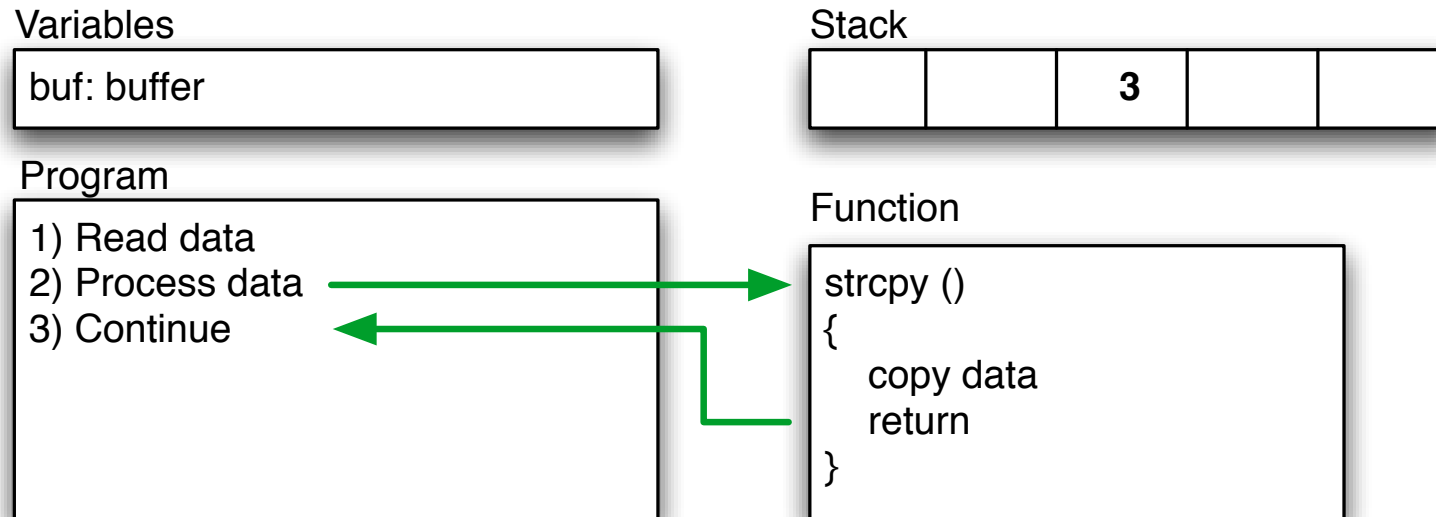 Variables
buf: buffer
Stack
3
Program
1) Read data
2) Process data
3) Continue
Function
strcpy ()
{
copy data
return
}